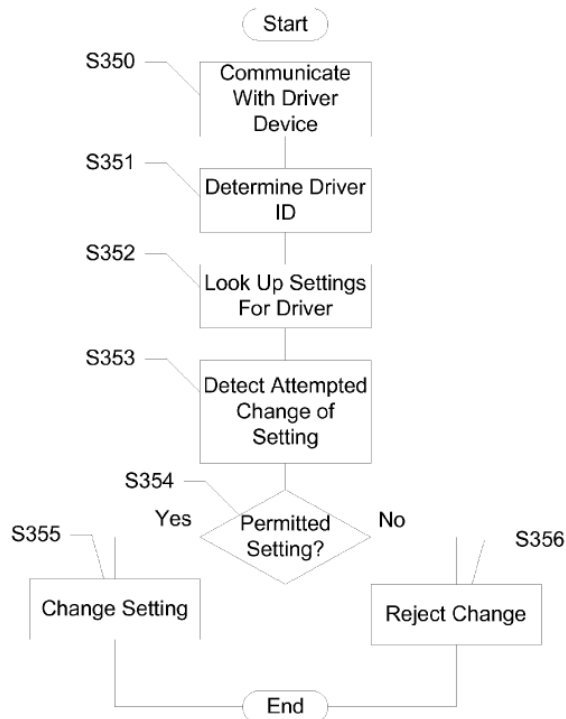 Start
S350
Communicate
With Driver
Device
S351
Determine Driver
ID
S352
Look Up Settings
For Driver
S353
Detect Attempted
Change of
Setting
S354
Permitted
Setting?
Yes
No
S355
Change Setting
S356
Reject Change
End